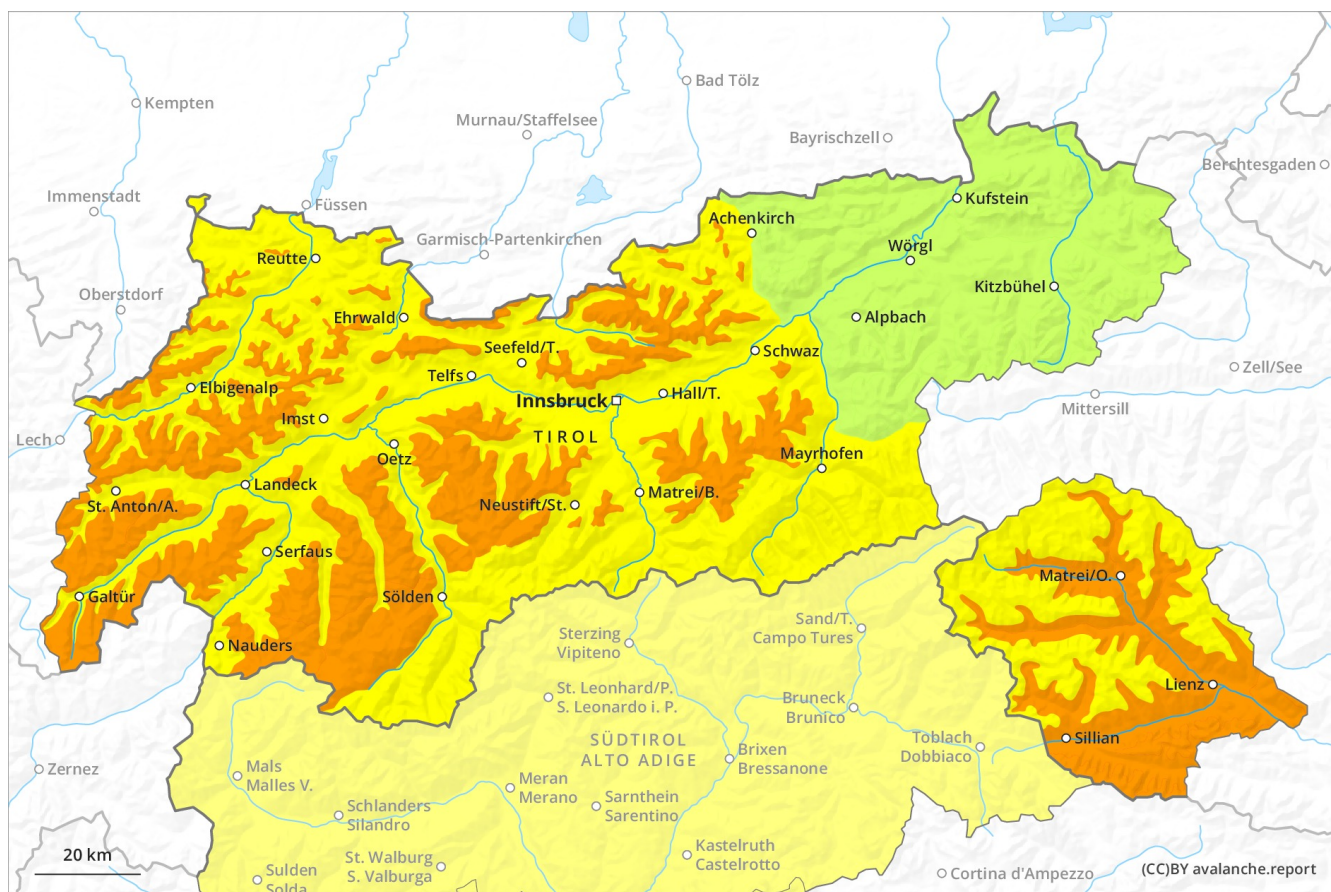 Kempten
Bad Tölz
Murnau/Staffelsee
Bayrischzell
Berchtesgaden
Immenstadt
Füssen
Kufstein
Achenkirch
Garmisch-Partenkirchen
Wörgl
Reutte
Oberstdorf
Kitzbühel
Ehrwald
Alpbach
Seefeld/T.
Schwaz
Zell/See
Telfs
Elbigenalp
Hall/T.
Innsbruck
Mittersill
Imst
Lech
TIROL
Oetz
Mayrhofen
Landeck
Matrei/B.
St. Anton/A.
Neustift/St.
Serfaus
Matrei/O.
Galtür
Sölden
Sand/T.
Campo Tures
Sterzing
Vipiteno
Nauders
Lienz
St. Leonhard/P.
S. Leonardo i. P.
Bruneck
Brunico
SÜDTIROL
ALTO ADIGE
Toblach
Dobbiaco
Sillian
Brixen
Bressanone
Zernez
Mals
Malles V.
Meran
Merano
Sarnthein
Sarentino
Schlanders
Silandro
Kastelruth
Castelrotto
20 km
St. Walburg
S. Valburga
Sulden
Solda
Cortina d'Ampezzo
(CC)BY avalanche.report